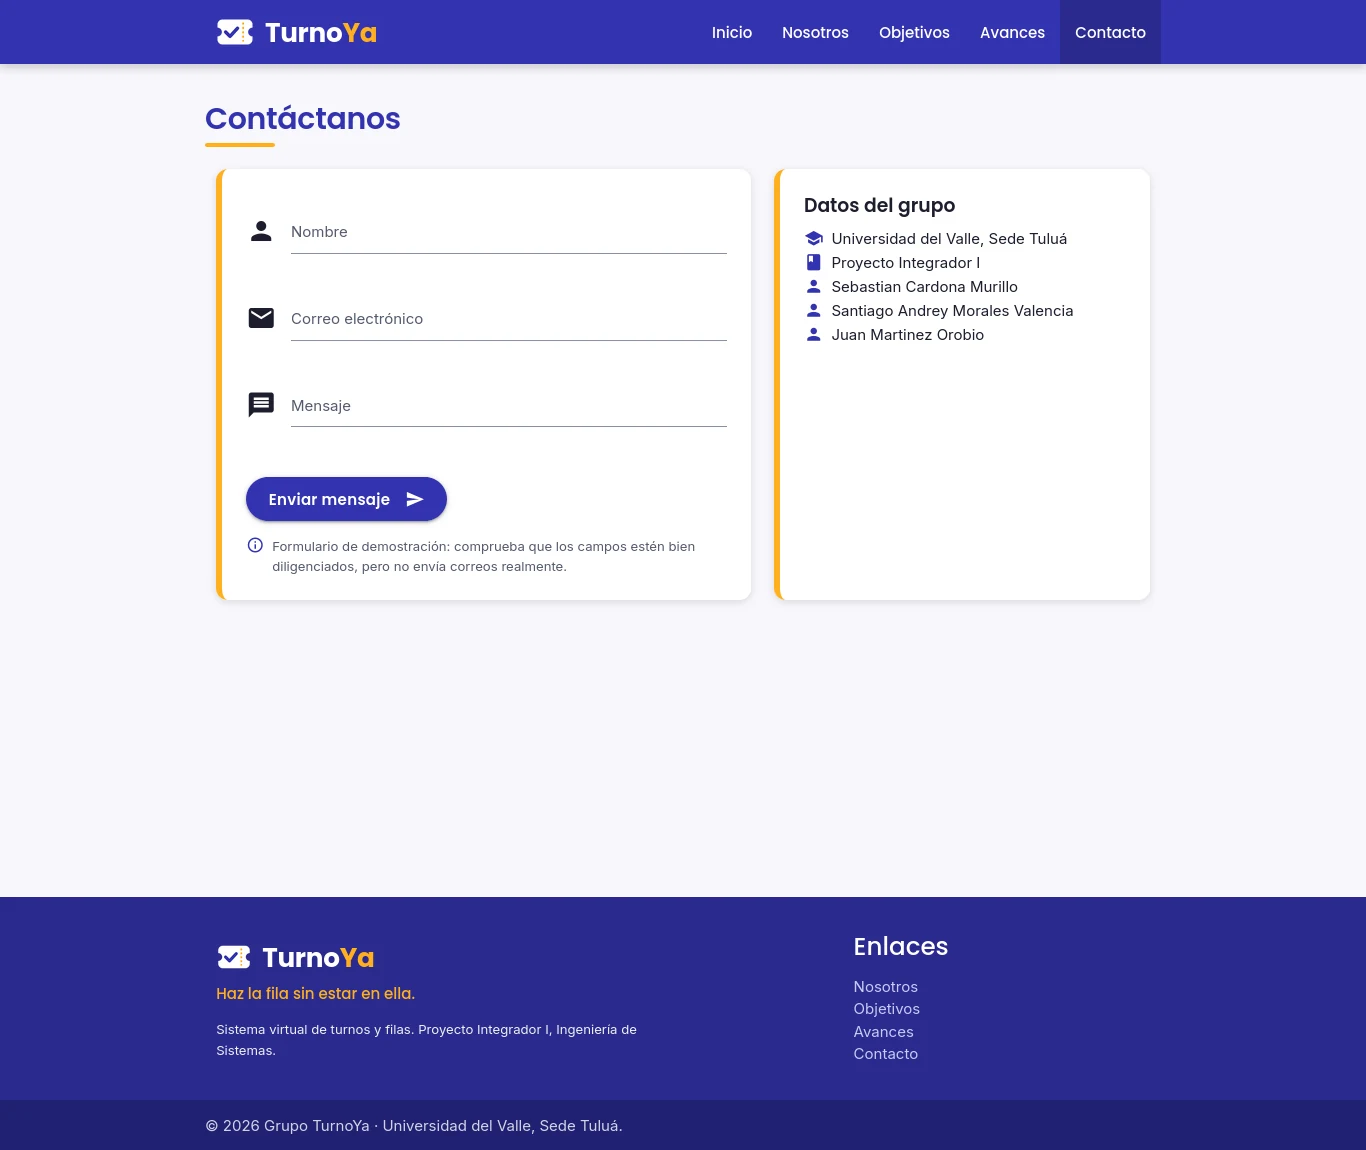 TurnoYa
Inicio Nosotros Objetivos Avances Contacto
Contáctanos
Nombre
Correo electrónico
Mensaje
Enviar mensaje
Formulario de demostración: comprueba que los campos estén bien
diligenciados, pero no envía correos realmente.
Datos del grupo
Universidad del Valle, Sede Tuluá
Proyecto Integrador I
Sebastian Cardona Murillo
Santiago Andrey Morales Valencia
Juan Martinez Orobio
TurnoYa
Haz la fila sin estar en ella.
Sistema virtual de turnos y filas. Proyecto Integrador I, Ingeniería de
Sistemas.
Enlaces
Nosotros
Objetivos
Avances
Contacto
© 2026 Grupo TurnoYa · Universidad del Valle, Sede Tuluá.